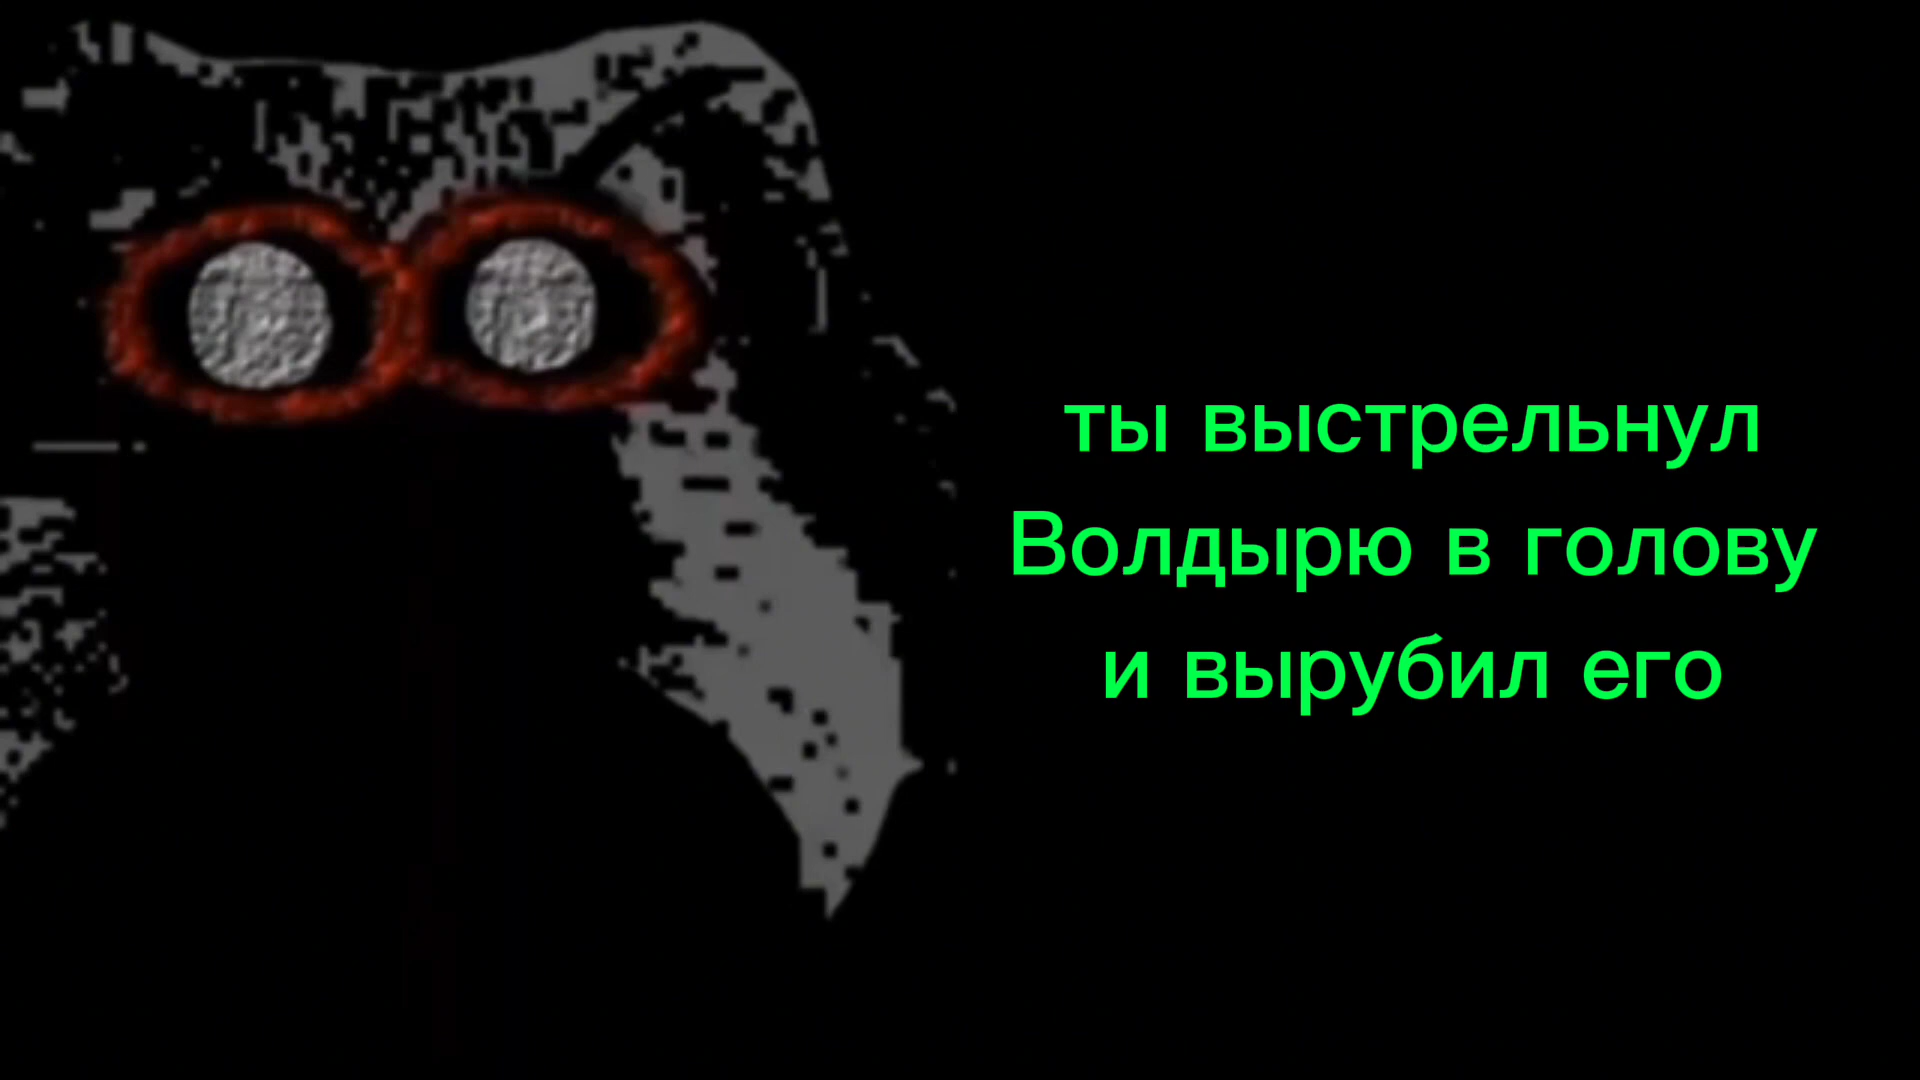 ты выстрельнул
Волдырю в голову
и вырубил его